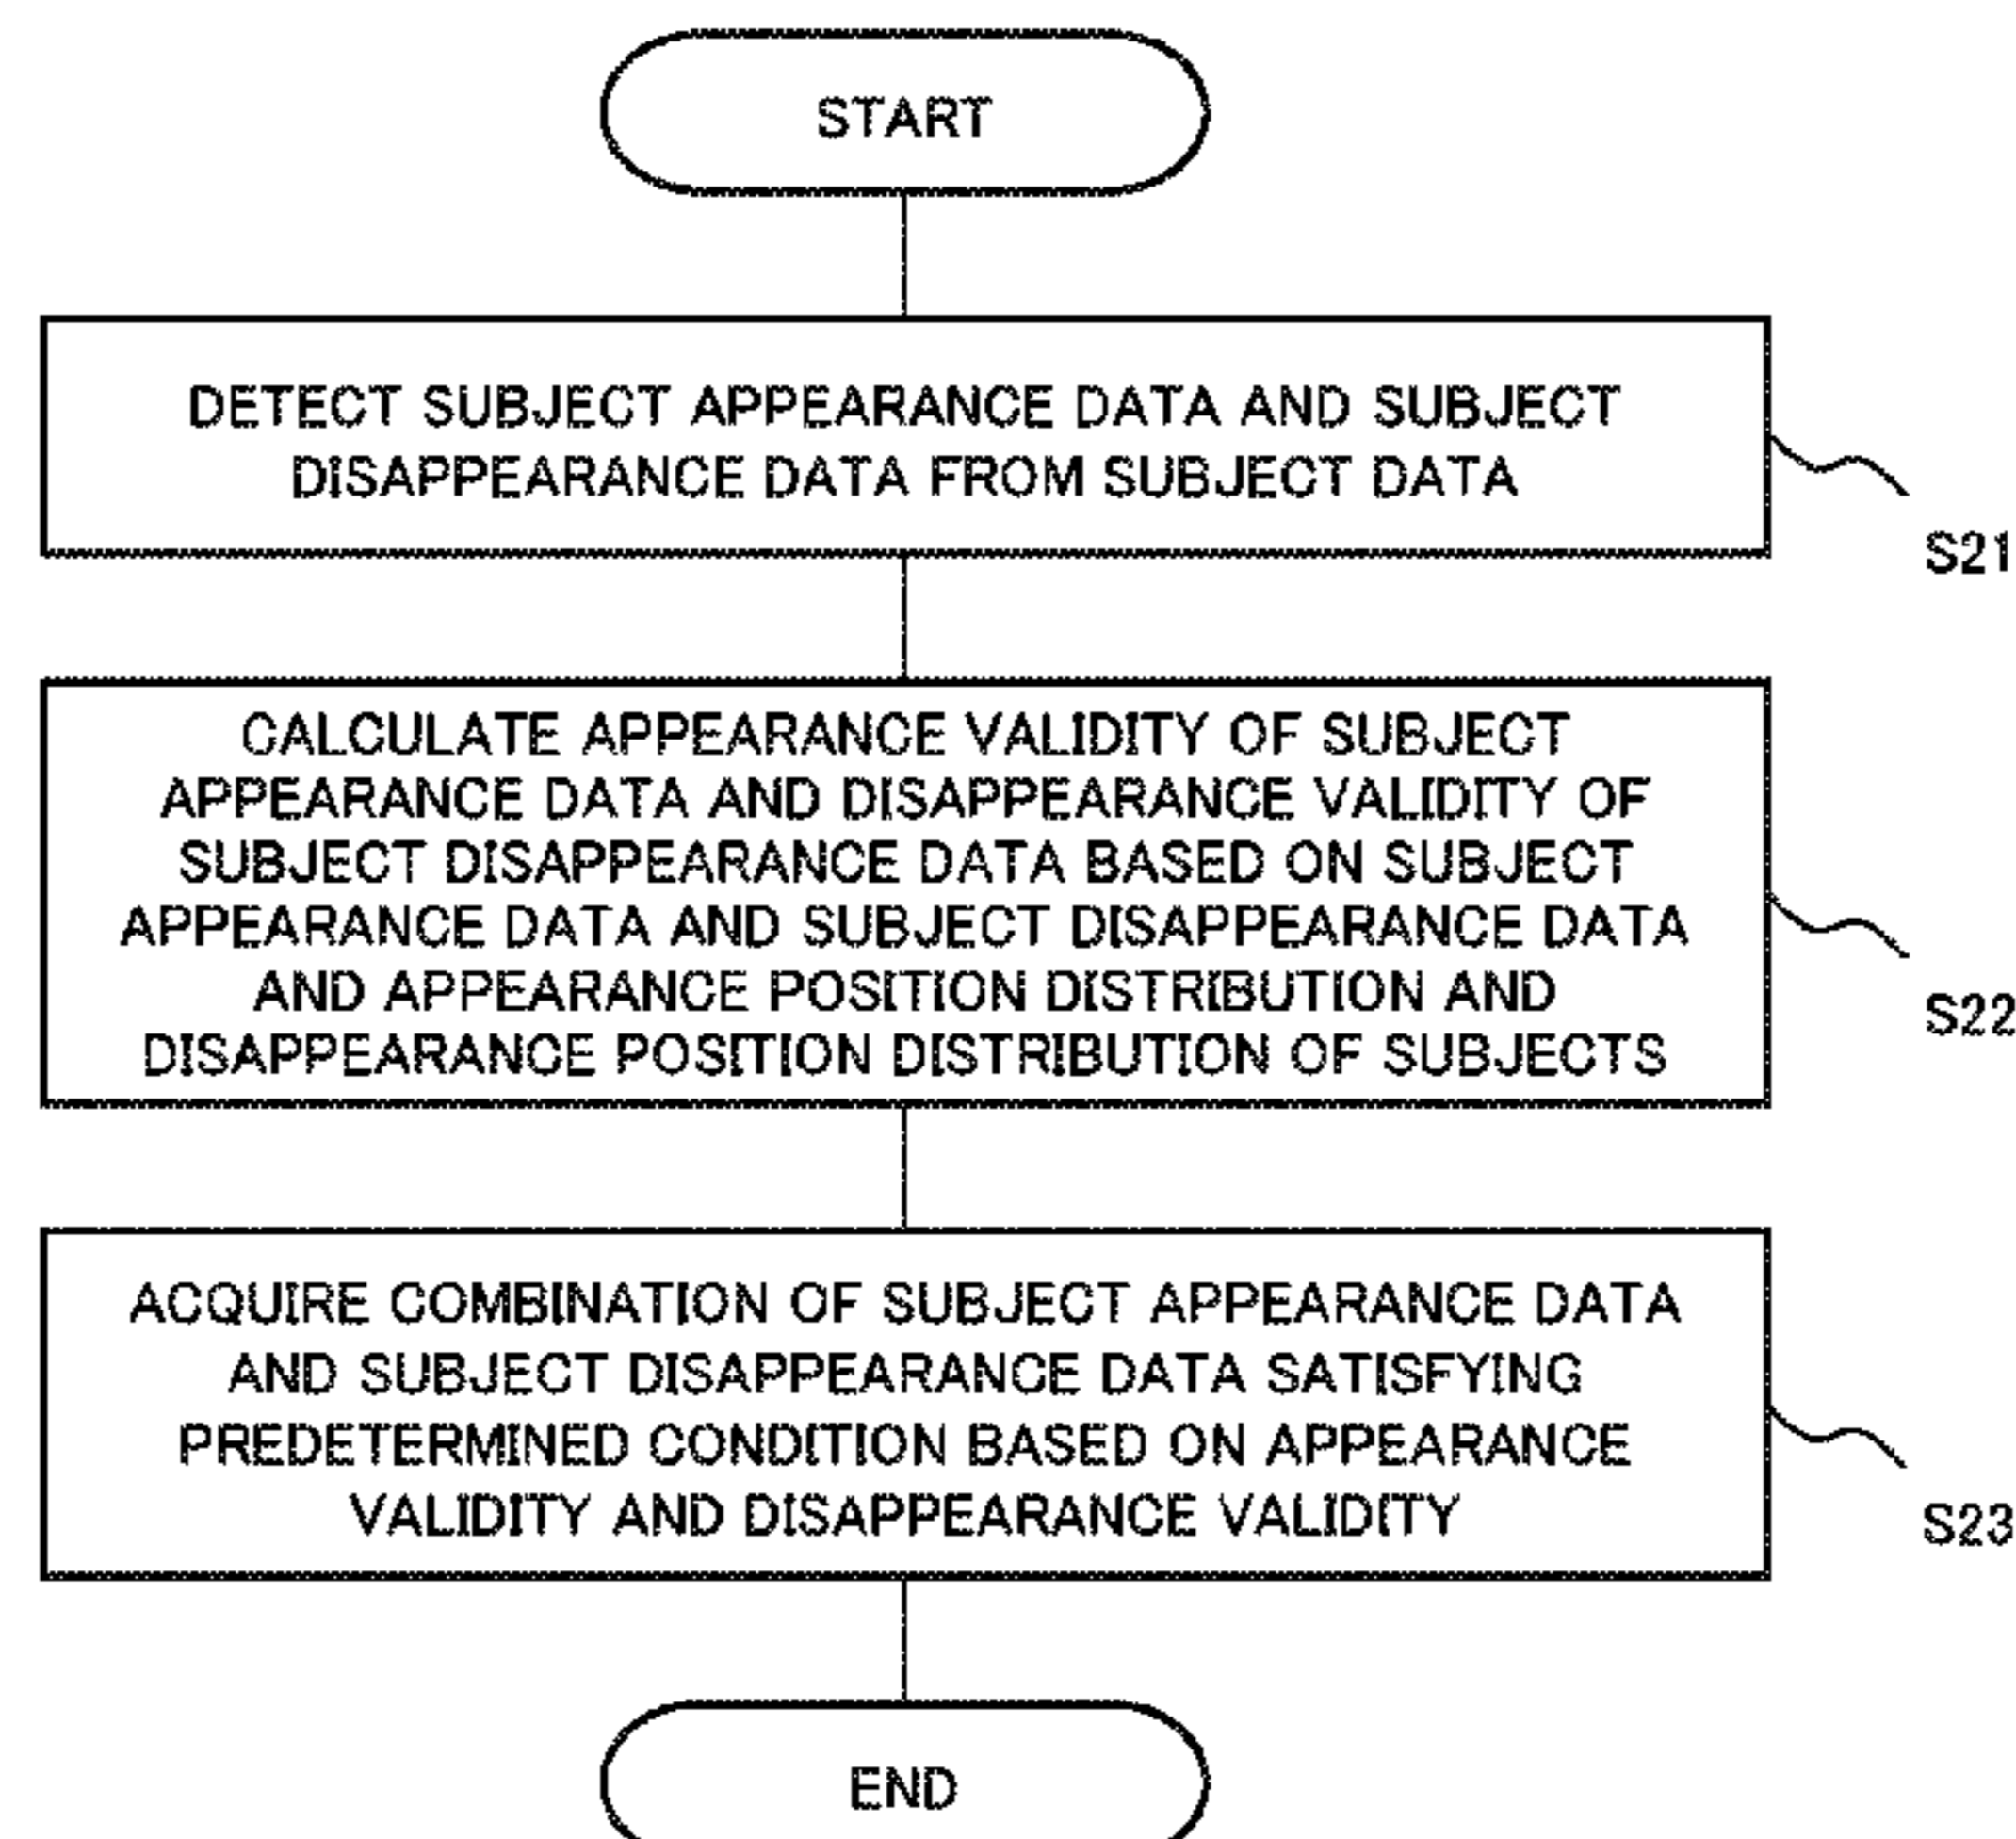 START
DETECT SUBJECT APPEARANCE DATA AND SUBJECT
DISAPPEARANCE DATA FROM SUBJECT DATA
S21
CALCULATE APPEARANCE VALIDITY OF SUBJECT
APPEARANCE DATA AND DISAPPEARANCE VALIDITY OF
SUBJECT DISAPPEARANCE DATA BASED ON SUBJECT
APPEARANCE DATA AND SUBJECT DISAPPEARANCE DATA
AND APPEARANCE POSITION DISTRIBUTION AND
DISAPPEARANCE POSITION DISTRIBUTION OF SUBJECTS
S22
ACQUIRE COMBINATION OF SUBJECT APPEARANCE DATA
AND SUBJECT DISAPPEARANCE DATA SATISFYING
PREDETERMINED CONDITION BASED ON APPEARANCE
VALIDITY AND DISAPPEARANCE VALIDITY
S23
END